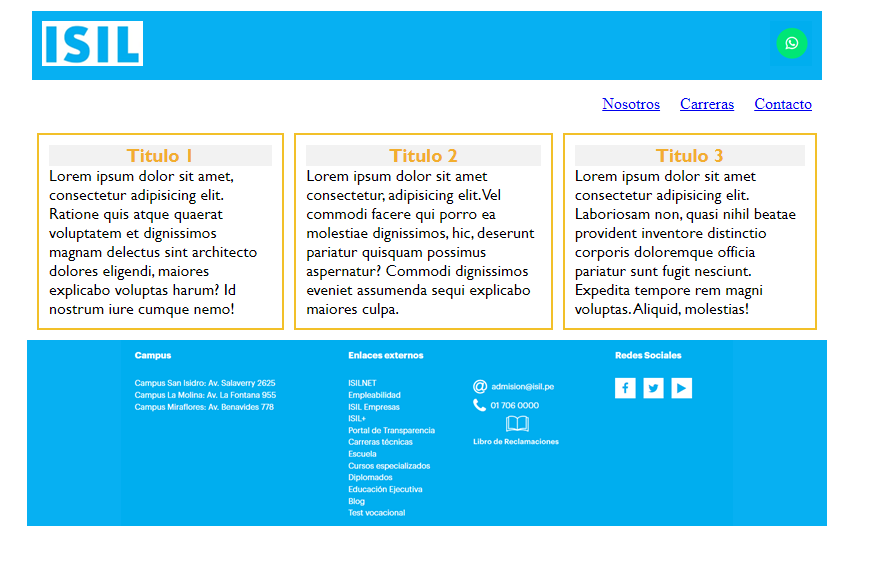 ISIL
Nosotros Carreras Contacto
Titulo 1
Lorem ipsum dolor sit amet,
consectetur adipisicing elit.
Ratione quis atque quaerat
voluptatem et dignissimos
magnam delectus sint architecto
dolores eligendi, maiores
explicabo voluptas harum? Id
nostrum iure cumque nemo!
Titulo 2
Lorem ipsum dolor sit amet
consectetur, adipisicing elit. Vel
commodi facere qui porro ea
molestiae dignissimos, hic, deserunt
pariatur quisquam possimus
aspernatur? Commodi dignissimos
eveniet assumenda sequi explicabo
maiores culpa.
Titulo 3
Lorem ipsum dolor sit amet
consectetur adipisicing elit.
Laboriosam non, quasi nihil beatae
provident inventore distinctio
corporis doloremque officia
pariatur sunt fugit nesciunt.
Expedita tempore rem magni
voluptas. Aliquid, molestias!
Campus
Campus San Isidro: Av. Salaverry 2625
Campus La Molina: Av. La Fontana 955
Campus Miraflores: Av. Benavides 778
Enlaces externos
ISILNET
Empleabilidad
ISIL Empresas
ISIL+
Portal de Transparencia
Carreras técnicas
Escuela
Cursos especializados
Diplomados
Educación Ejecutiva
Blog
Test vocacional
admision@isil.pe
01 706 0000
Libro de Reclamaciones
Redes Sociales